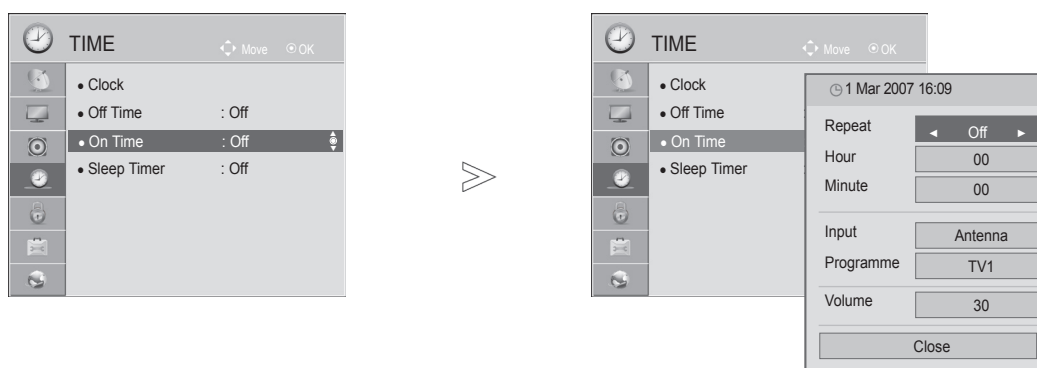 TIME
Move OK
• Clock
• Off Time : Off
• On Time : Off
• Sleep Timer : Off
TIME
Move OK
• Clock
• Off Time :
• On Time
• Sleep Timer :
1 Mar 2007 16:09
Repeat ◄ Off ►
Hour 00
Minute 00
Input Antenna
Programme TV1
Volume 30
Close